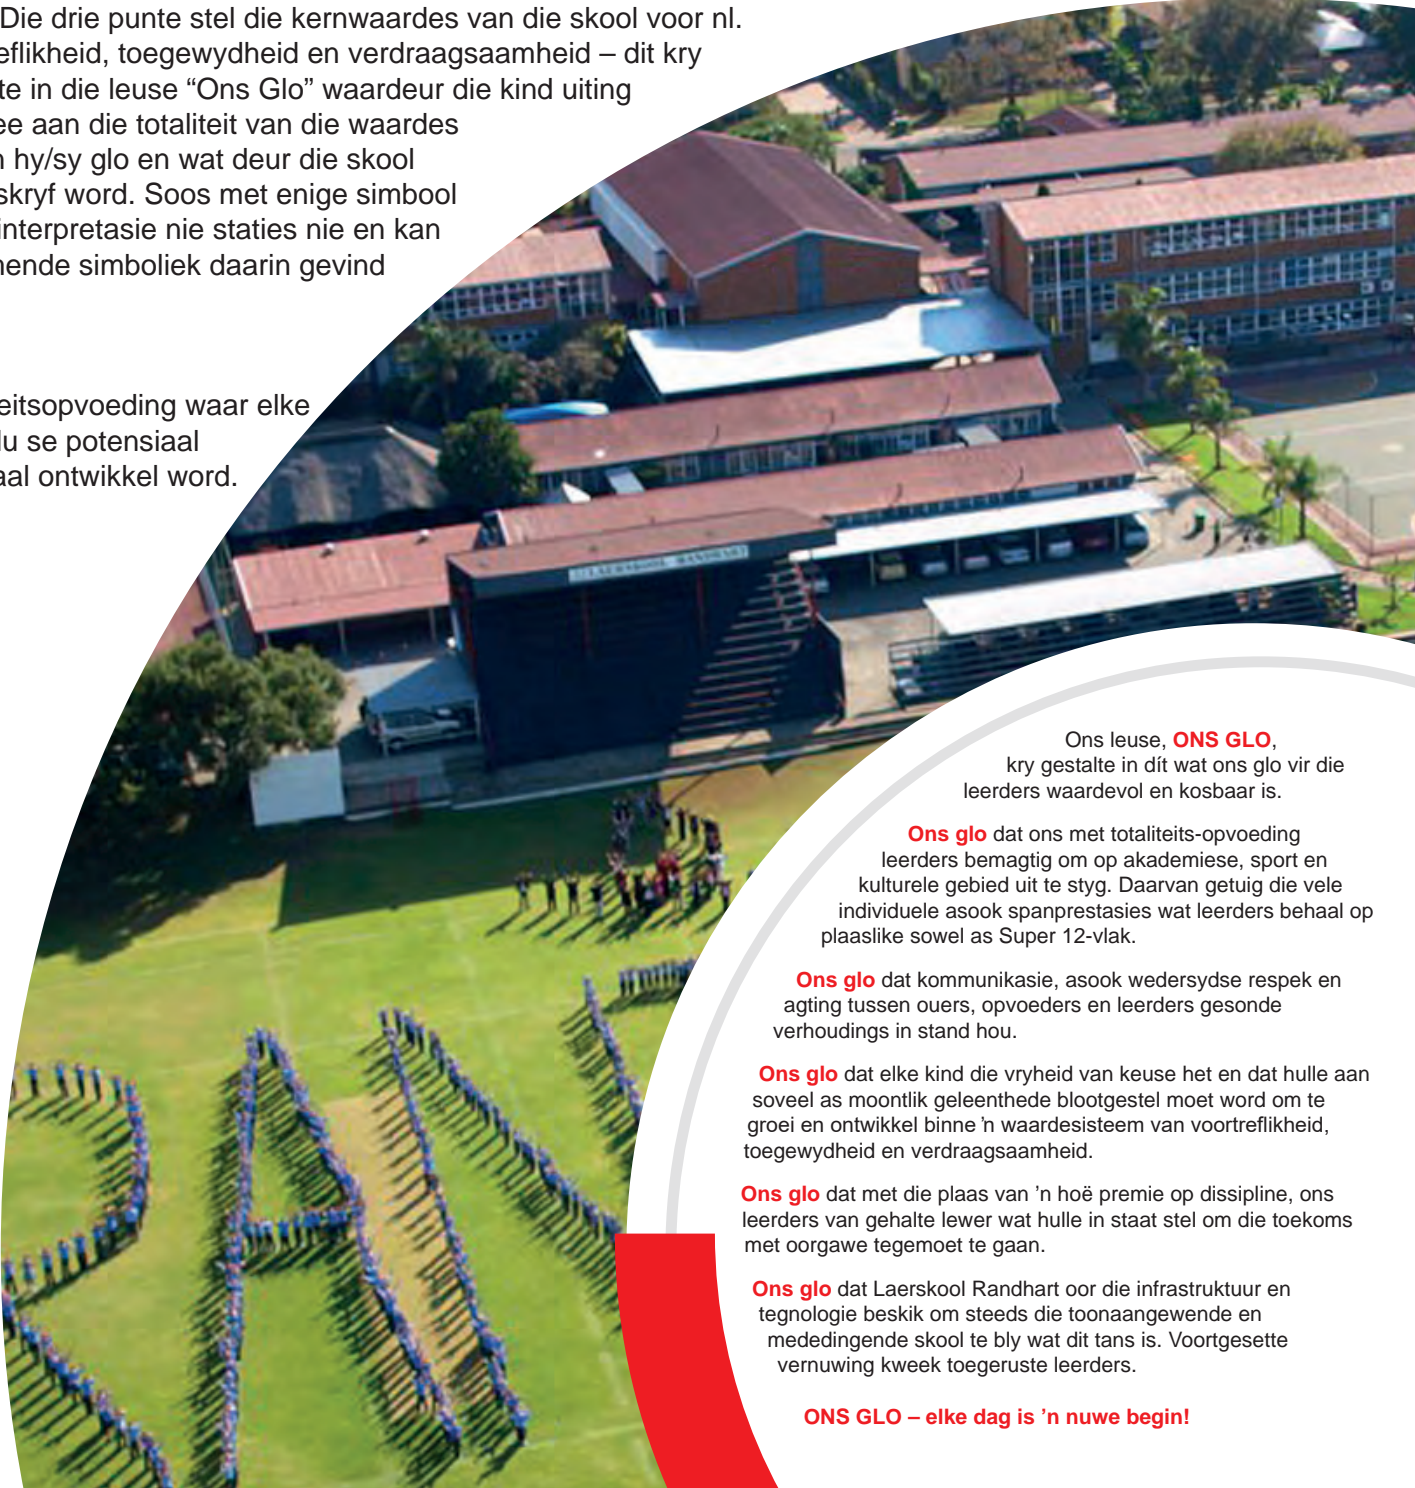 Die drie punte stel die kernwaardes van die skool voor nl.
eflikheid, toegewydheid en verdraagsaamheid – dit kry
te in die leuse “Ons Glo” waardeur die kind uiting
ee aan die totaliteit van die waardes
hy/sy glo en wat deur die skool
skryf word. Soos met enige simbool
interpretasie nie staties nie en kan
nende simboliek daarin gevind
eitsopvoeding waar elke
du se potensiaal
aal ontwikkel word.
LAERSKOOL RANDHART
RAND
Ons leuse, ONS GLO,
kry gestalte in dít wat ons glo vir die
leerders waardevol en kosbaar is.
Ons glo dat ons met totaliteits-opvoeding
leerders bemagtig om op akademiese, sport en
kulturele gebied uit te styg. Daarvan getuig die vele
individuele asook spanprestasies wat leerders behaal op
plaaslike sowel as Super 12-vlak.
Ons glo dat kommunikasie, asook wedersydse respek en
agting tussen ouers, opvoeders en leerders gesonde
verhoudings in stand hou.
Ons glo dat elke kind die vryheid van keuse het en dat hulle aan
soveel as moontlik geleenthede blootgestel moet word om te
groei en ontwikkel binne ’n waardesisteem van voortreflikheid,
toegewydheid en verdraagsaamheid.
Ons glo dat met die plaas van ’n hoë premie op dissipline, ons
leerders van gehalte lewer wat hulle in staat stel om die toekoms
met oorgawe tegemoet te gaan.
Ons glo dat Laerskool Randhart oor die infrastruktuur en
tegnologie beskik om steeds die toonaangewende en
mededingende skool te bly wat dit tans is. Voortgesette
vernuwing kweek toegeruste leerders.
ONS GLO – elke dag is ’n nuwe begin!